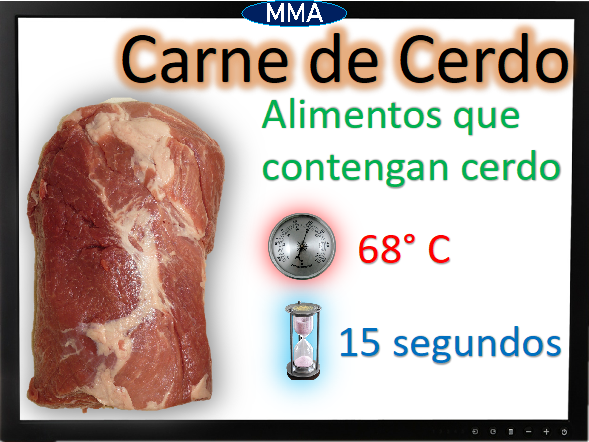 MMA
Carne de Cerdo
Alimentos que
contengan cerdo
68° C
15 segundos